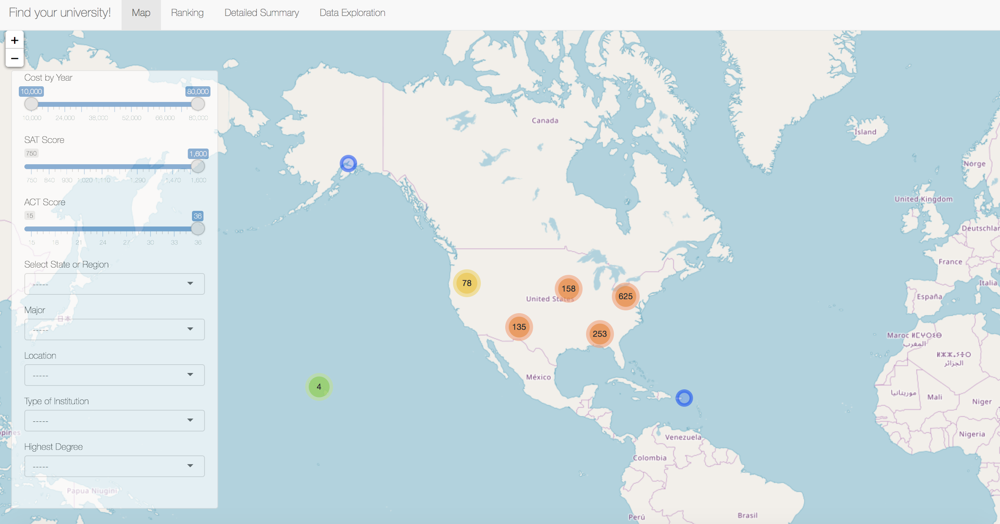 Find your university!
Map
Ranking
Detailed Summary
Data Exploration
+
−
Cost by Year
10,000 80,000
10,000 24,000 38,000 52,000 66,000 80,000
SAT Score
750 1,600
750 840 930 1,020 1,110 1,290 1,470 1,600
ACT Score
15 36
15 18 21 24 27 30 33 36
Select State or Region
-----
Major
-----
日本
Location
-----
Type of Institution
-----
Highest Degree
-----
Papua Niugini
Canada
Ísland
Norge
United Kingdom
Deutschlan
France
Italia
España
78
158
625
United States
135
253
4
México
Maroc ⵍⵎⵖⵔⵉⴱ
المغرب
الجزائر
موريتانيا
Mali
Niger
Nigeria
Venezuela
Colombia
Perú
Brasil